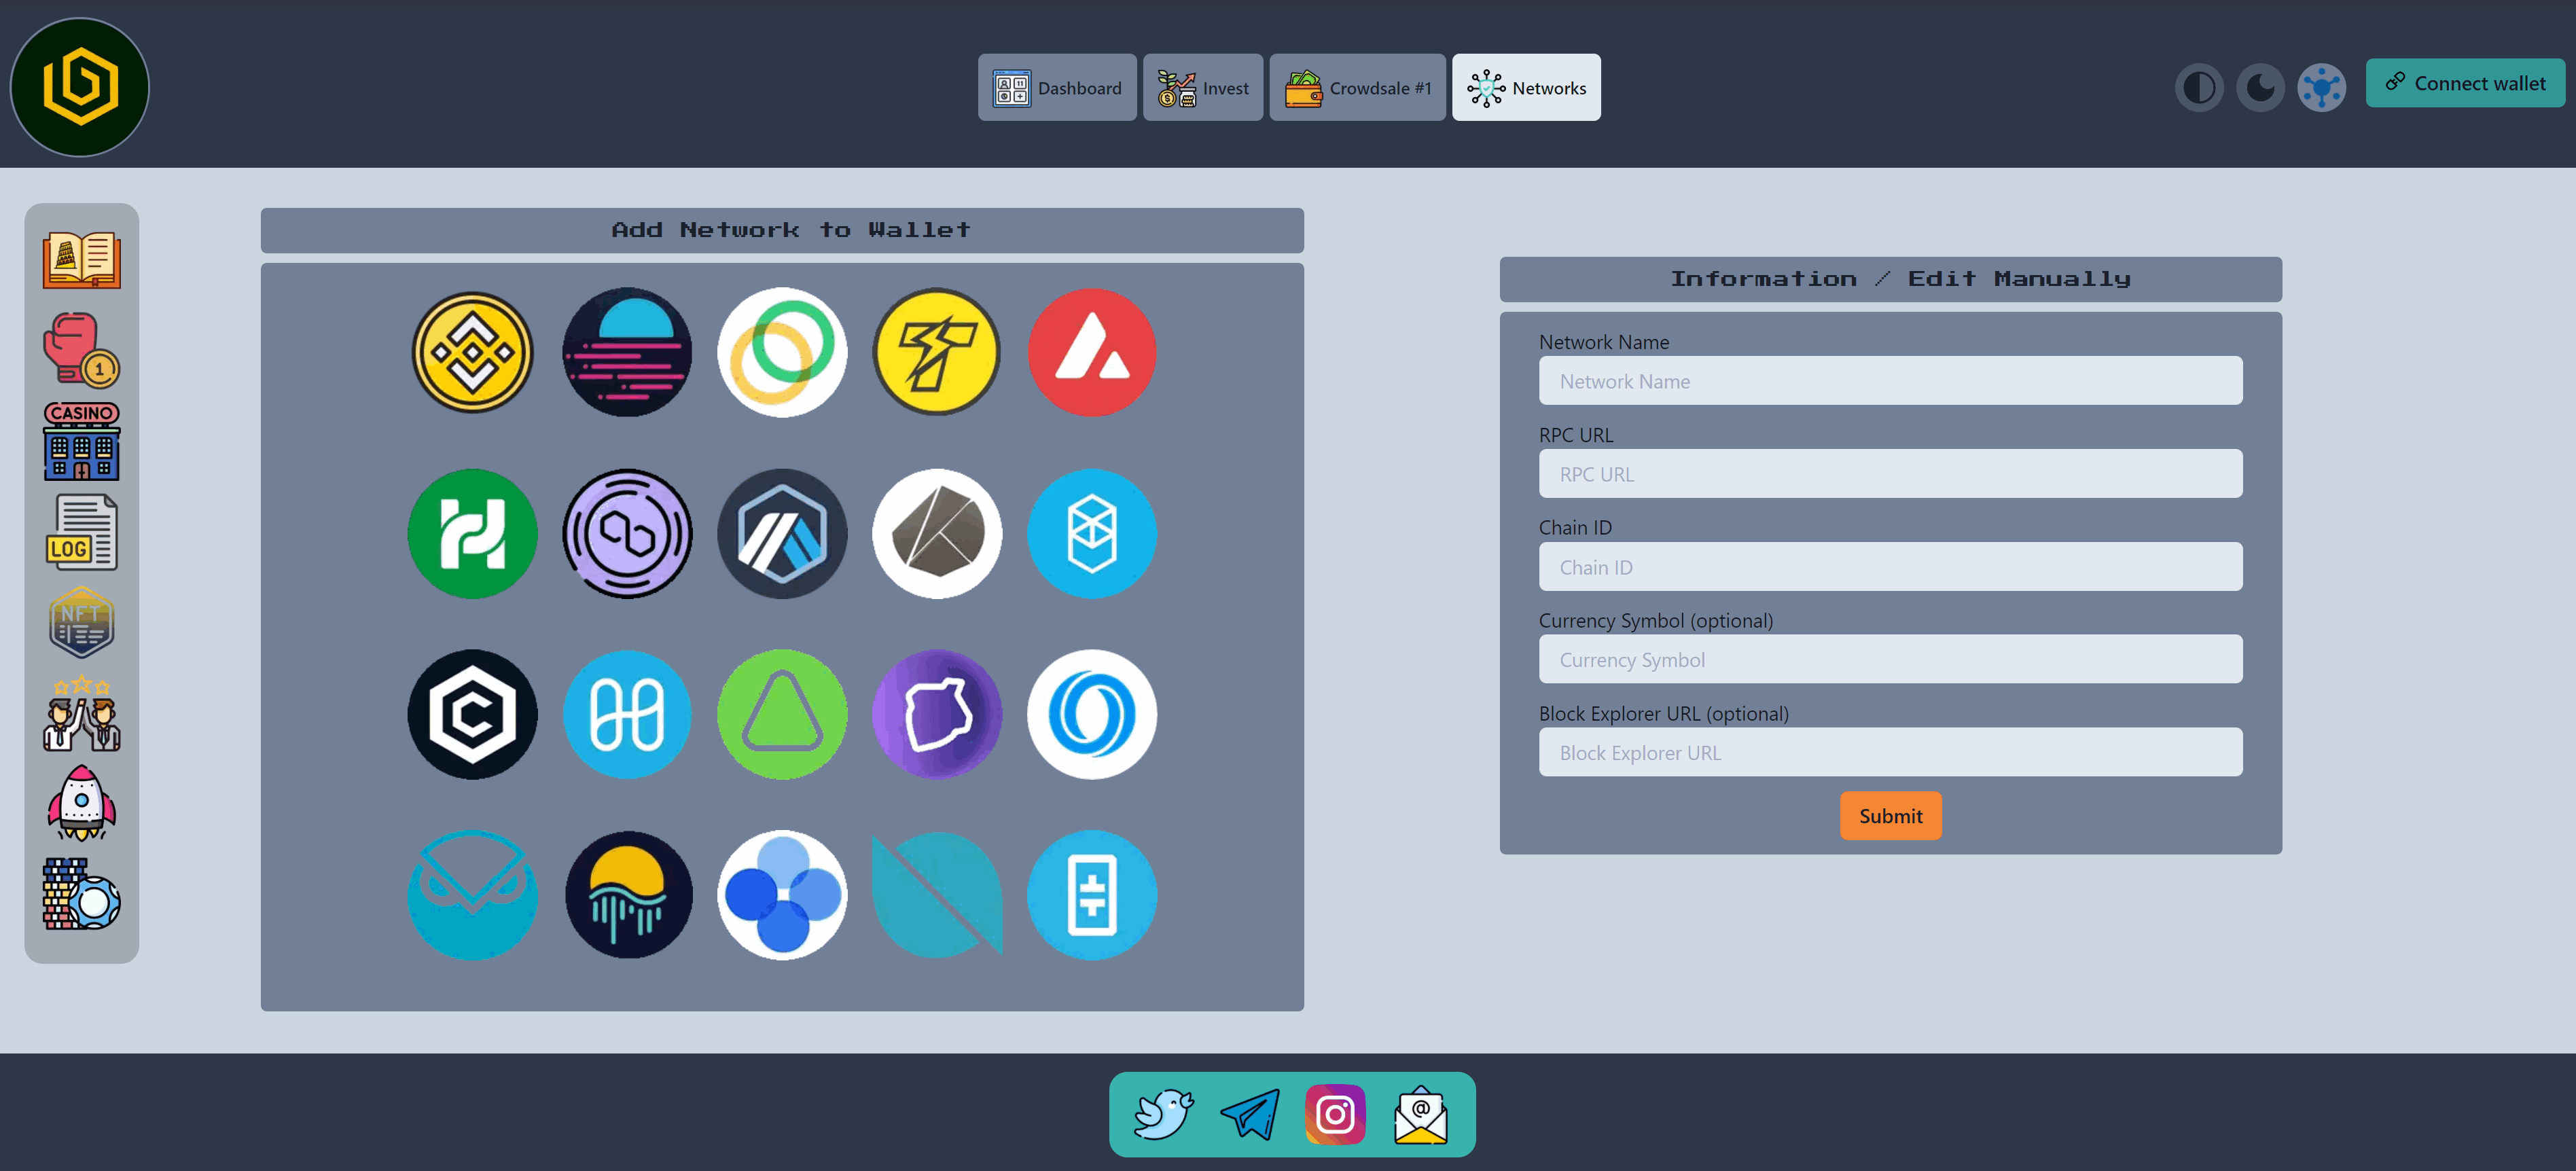 Dashboard
Invest
Crowdsale #1
Networks
Connect wallet
CASINO
1
LOG
NFT
Add Network to Wallet
Information / Edit Manually
Network Name
Network Name
RPC URL
RPC URL
Chain ID
Chain ID
Currency Symbol (optional)
Currency Symbol
Block Explorer URL (optional)
Block Explorer URL
Submit
@